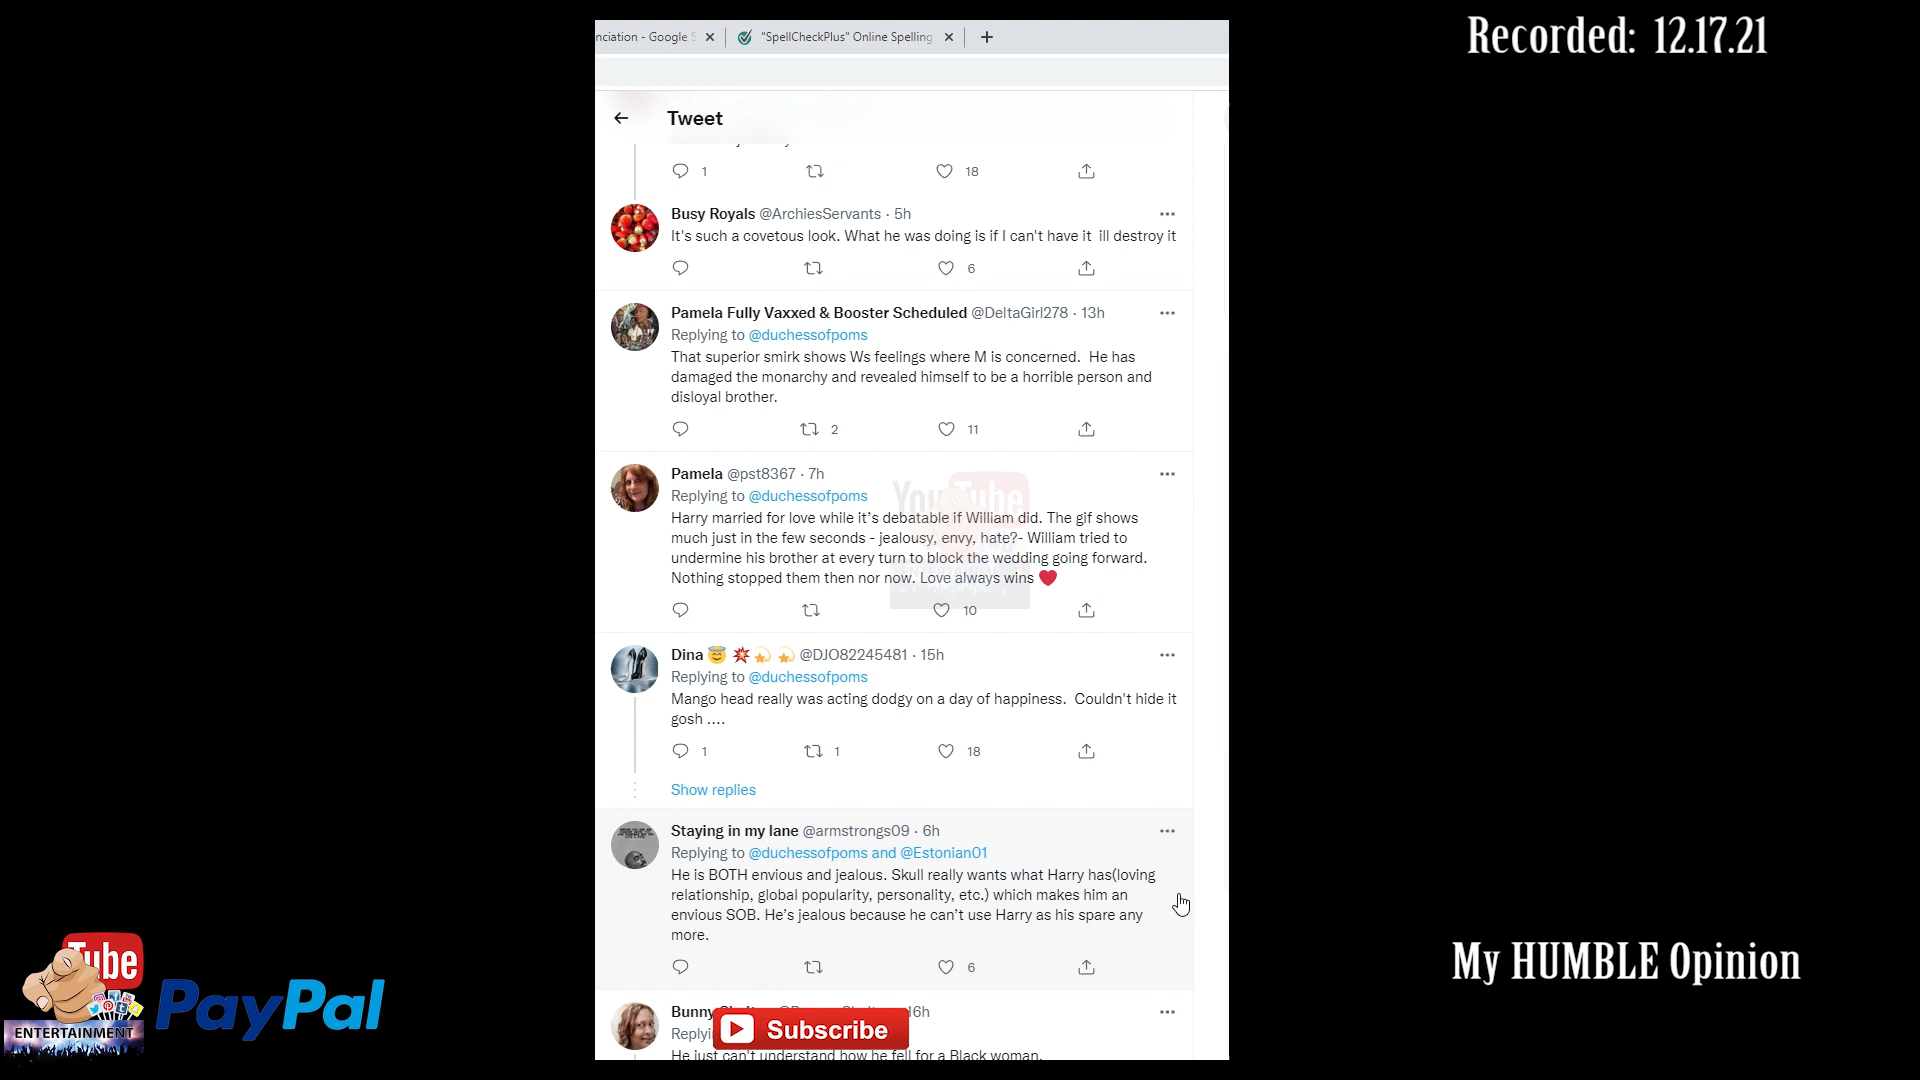 Recorded: 12.17.21
nciation - Google S
"SpellCheckPlus" Online Spelling
Tweet
1 18
Busy Royals @ArchiesServants · 5h
It's such a covetous look. What he was doing is if I can't have it ill destroy it
6
Pamela Fully Vaxxed & Booster Scheduled @DeltaGirl278 · 13h
Replying to @duchessofpoms
That superior smirk shows Ws feelings where M is concerned. He has
damaged the monarchy and revealed himself to be a horrible person and
disloyal brother.
2 11
Pamela @pst8367 · 7h
Replying to @duchessofpoms
Harry married for love while it’s debatable if William did. The gif shows
much just in the few seconds - jealousy, envy, hate?- William tried to
undermine his brother at every turn to block the wedding going forward.
Nothing stopped them then nor now. Love always wins ❤️
10
YouTube
ENTERTAINMENT
Dina 😇 💥 💫 💫 @DJO82245481 · 15h
Replying to @duchessofpoms
Mango head really was acting dodgy on a day of happiness. Couldn't hide it
gosh ....
1 1 18
Show replies
Staying in my lane @armstrongs09 · 6h
Replying to @duchessofpoms and @Estonian01
He is BOTH envious and jealous. Skull really wants what Harry has(loving
relationship, global popularity, personality, etc.) which makes him an
envious SOB. He’s jealous because he can’t use Harry as his spare any
more.
6
Bunny 16h
Replyi
He just can't understand how he fell for a Black woman.
Subscribe
Tube
ENTERTAINMENT
PayPal
My HUMBLE Opinion